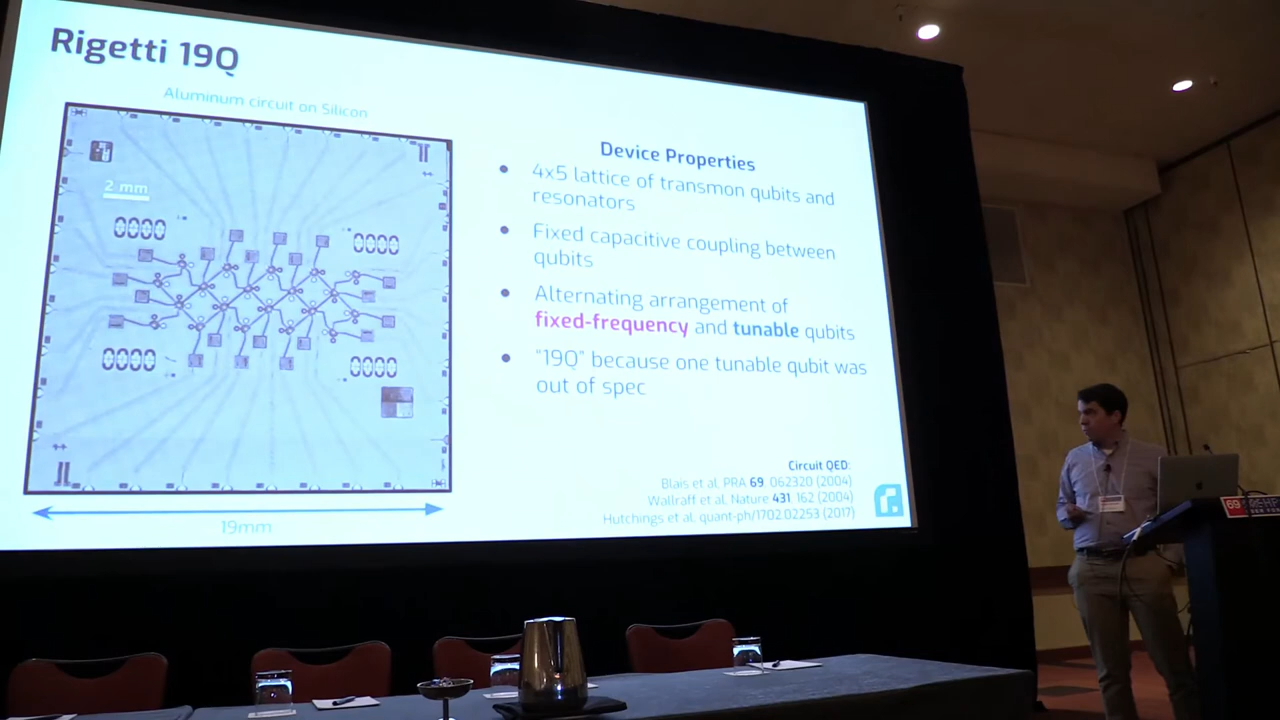 Rigetti 19Q
Aluminum circuit on Silicon
2 mm
19mm
Device Properties
4x5 lattice of transmon qubits and
resonators
Fixed capacitive coupling between
qubits
Alternating arrangement of
fixed-frequency and tunable qubits
"19Q" because one tunable qubit was
out of spec
Circuit QED:
Blais et al, PRA 69, 062320 (2004)
Wallraff et al, Nature 431, 162 (2004)
Hutchings et al, quant-ph/1702.02253 (2017)
69